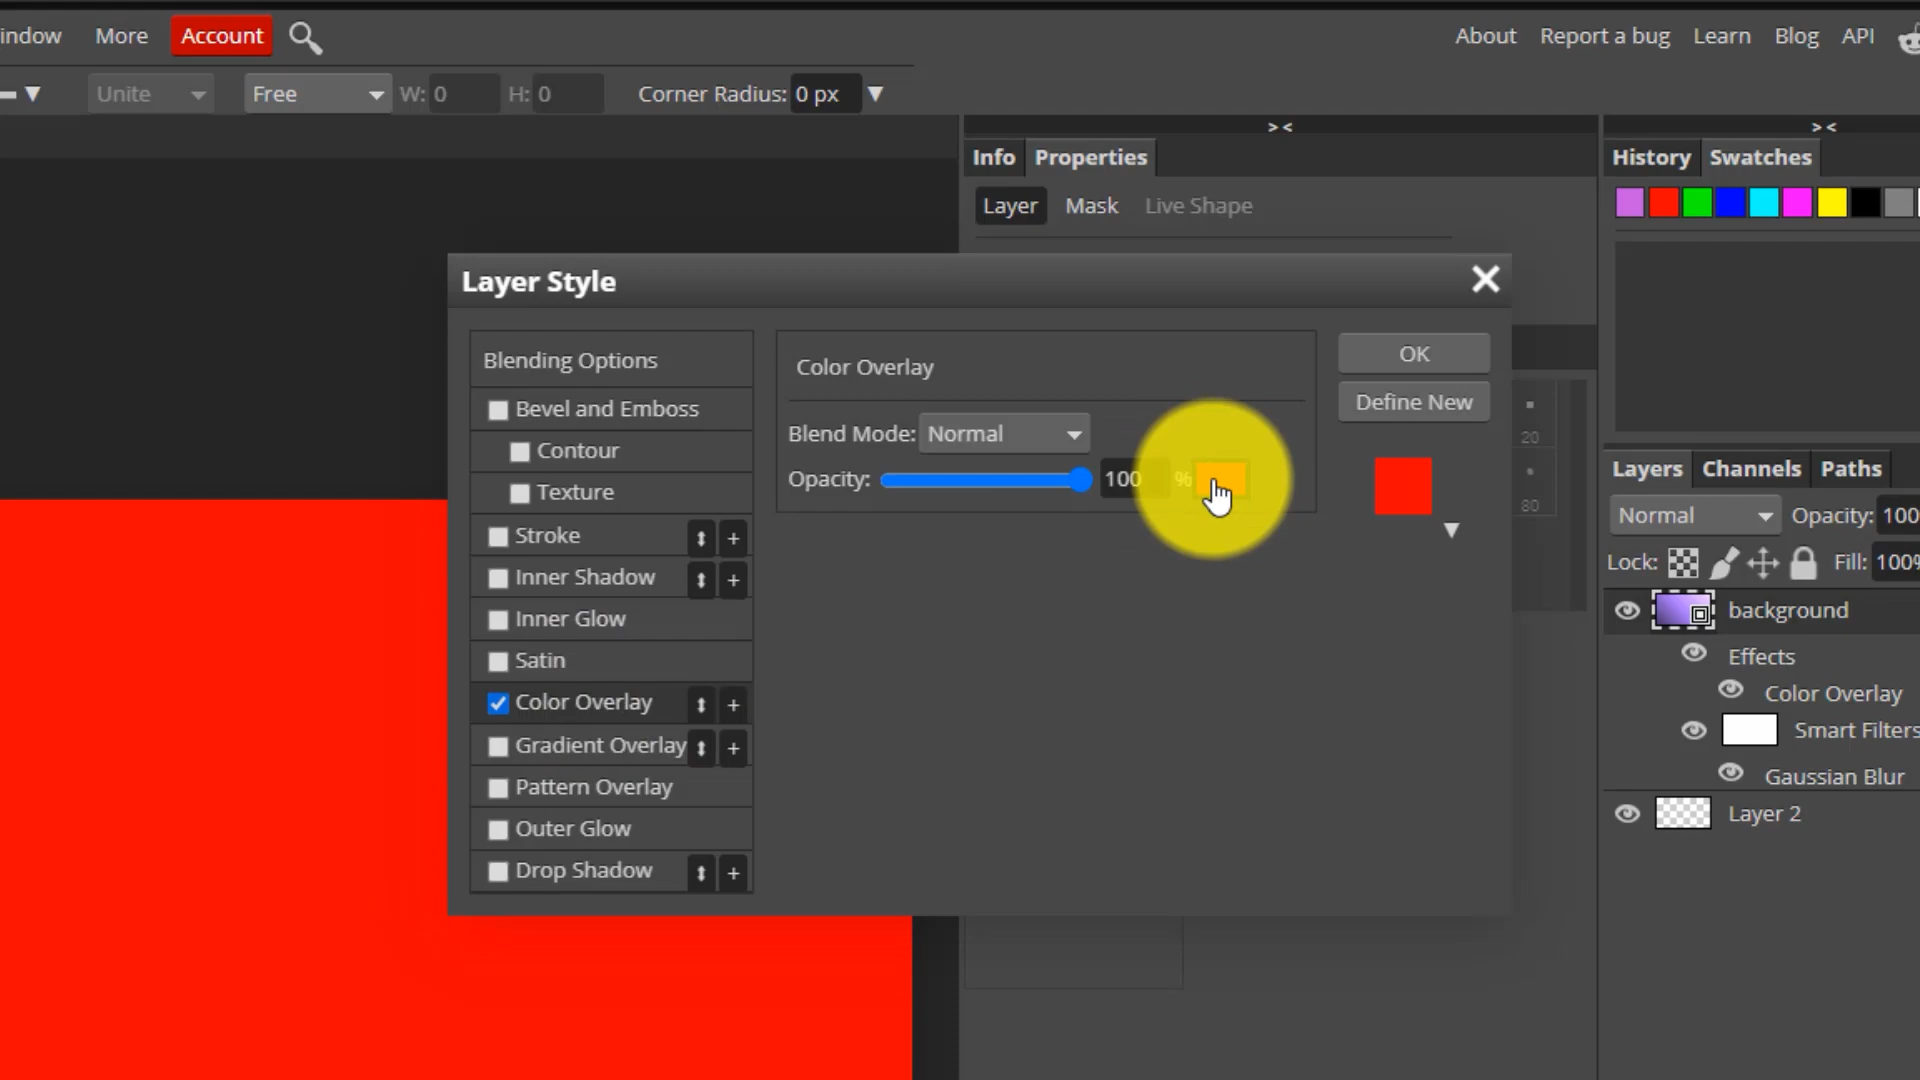 indow More Account About Report a bug Learn Blog API
Unite Free W: 0 H: 0 Corner Radius: 0 px
> < > <
Info Properties History Swatches
Layer Mask Live Shape
Layer Style
Blending Options
Bevel and Emboss
Contour
Texture
Stroke +
Inner Shadow +
Inner Glow
Satin
Color Overlay +
Gradient Overlay +
Pattern Overlay
Outer Glow
Drop Shadow +
Color Overlay
Blend Mode: Normal
Opacity: 100 %
OK
Define New
20
80
Layers Channels Paths
Normal Opacity: 100
Lock: Fill: 100%
background
Effects
Color Overlay
Smart Filters
Gaussian Blur
Layer 2